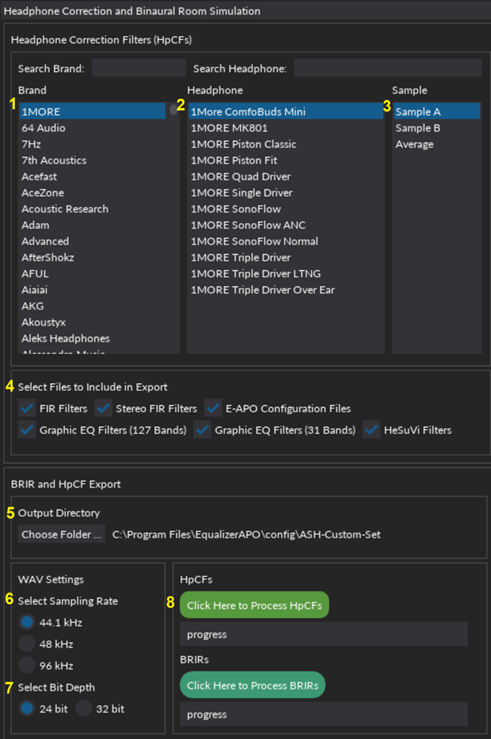 Headphone Correction and Binaural Room Simulation
Headphone Correction Filters (HpCFs)
Search Brand: Search Headphone:
Brand Headphone Sample
1 1MORE 2 1More ComfoBuds Mini 3 Sample A
64 Audio 1MORE MK801 Sample B
7Hz 1MORE Piston Classic Average
7th Acoustics 1MORE Piston Fit
Acefast 1MORE Quad Driver
AceZone 1MORE Single Driver
Acoustic Research 1MORE SonoFlow
Adam 1MORE SonoFlow ANC
Advanced 1MORE SonoFlow Normal
AfterShokz 1MORE Triple Driver
AFUL 1MORE Triple Driver LTNG
Aiaiai 1MORE Triple Driver Over Ear
AKG
Akoustyx
Aleks Headphones
4 Select Files to Include in Export
FIR Filters Stereo FIR Filters E-APO Configuration Files
Graphic EQ Filters (127 Bands) Graphic EQ Filters (31 Bands) HeSuVi Filters
BRIR and HpCF Export
5 Output Directory
Choose Folder ... C:\Program Files\EqualizerAPO\config\ASH-Custom-Set
WAV Settings HpCFs
6 Select Sampling Rate 8 Click Here to Process HpCFs
44.1 kHz
48 kHz progress
96 kHz BRIRs
7 Select Bit Depth Click Here to Process BRIRs
24 bit 32 bit progress